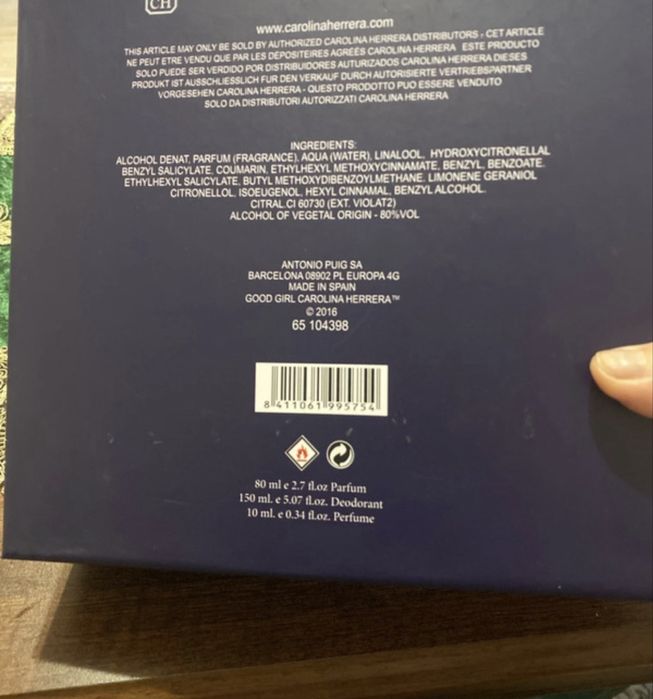 CH
www.carolinaherrera.com
THIS ARTICLE MAY ONLY BE SOLD BY AUTHORIZED CAROLINA HERRERA DISTRIBUTORS , CET ARTICLE
NE PEUT ETRE VENDU QUE PAR LES DEPOSITEIRES AGREES CAROLINA HERRERA ESTE PRODUCTO
SOLO PUEDE SER VERDIDO POR DISTRIBUDORES AUTURIZADOS CAROLINA HERRERA DIESES
PRODUKT IST AUSSCHLIESSLICH FUR DEN VERKAUF DURCH AUTORISIERTE VERTRIEBSPARTNER
VORGESEHEN CAROLINA HERRERA - QUESTO PRODOTTO PUO ESSERE VENDUTO
SOLO DA DISTRIBUTORI AUTORIZZATI CAROLINA HERRERA
INGREDIENTS:
ALCOHOL DENAT, PARFUM (FRAGRANCE), AQUA (WATER), LINALOOL, HYDROXYCITRONELLAL
BENZYL SALICYLATE, COUMARIN, ETHYLHEXYL METHOXYCINNAMATE, BENZYL, BENZOATE.
ETHYLHEXYL SALICYLATE, BUTYL METHOXYDIBENZOYLMETHANE. LIMONENE GERANIOL
CITRONELLOL, ISOEUGENOL, HEXYL CINNAMAL, BENZYL ALCOHOL.
CITRAL.CI 60730 (EXT. VIOLAT2)
ALCOHOL OF VEGETAL ORIGIN - 80%VOL
ANTONIO PUIG SA
BARCELONA 08902 PL EUROPA 4G
MADE IN SPAIN
GOOD GIRL CAROLINA HERRERA™
© 2016
65 104398
8 411061 995754
80 ml e 2.7 fl.oz Parfum
150 ml. e 5.07 fl.oz. Deodorant
10 ml. e 0.34 fl.oz. Perfume